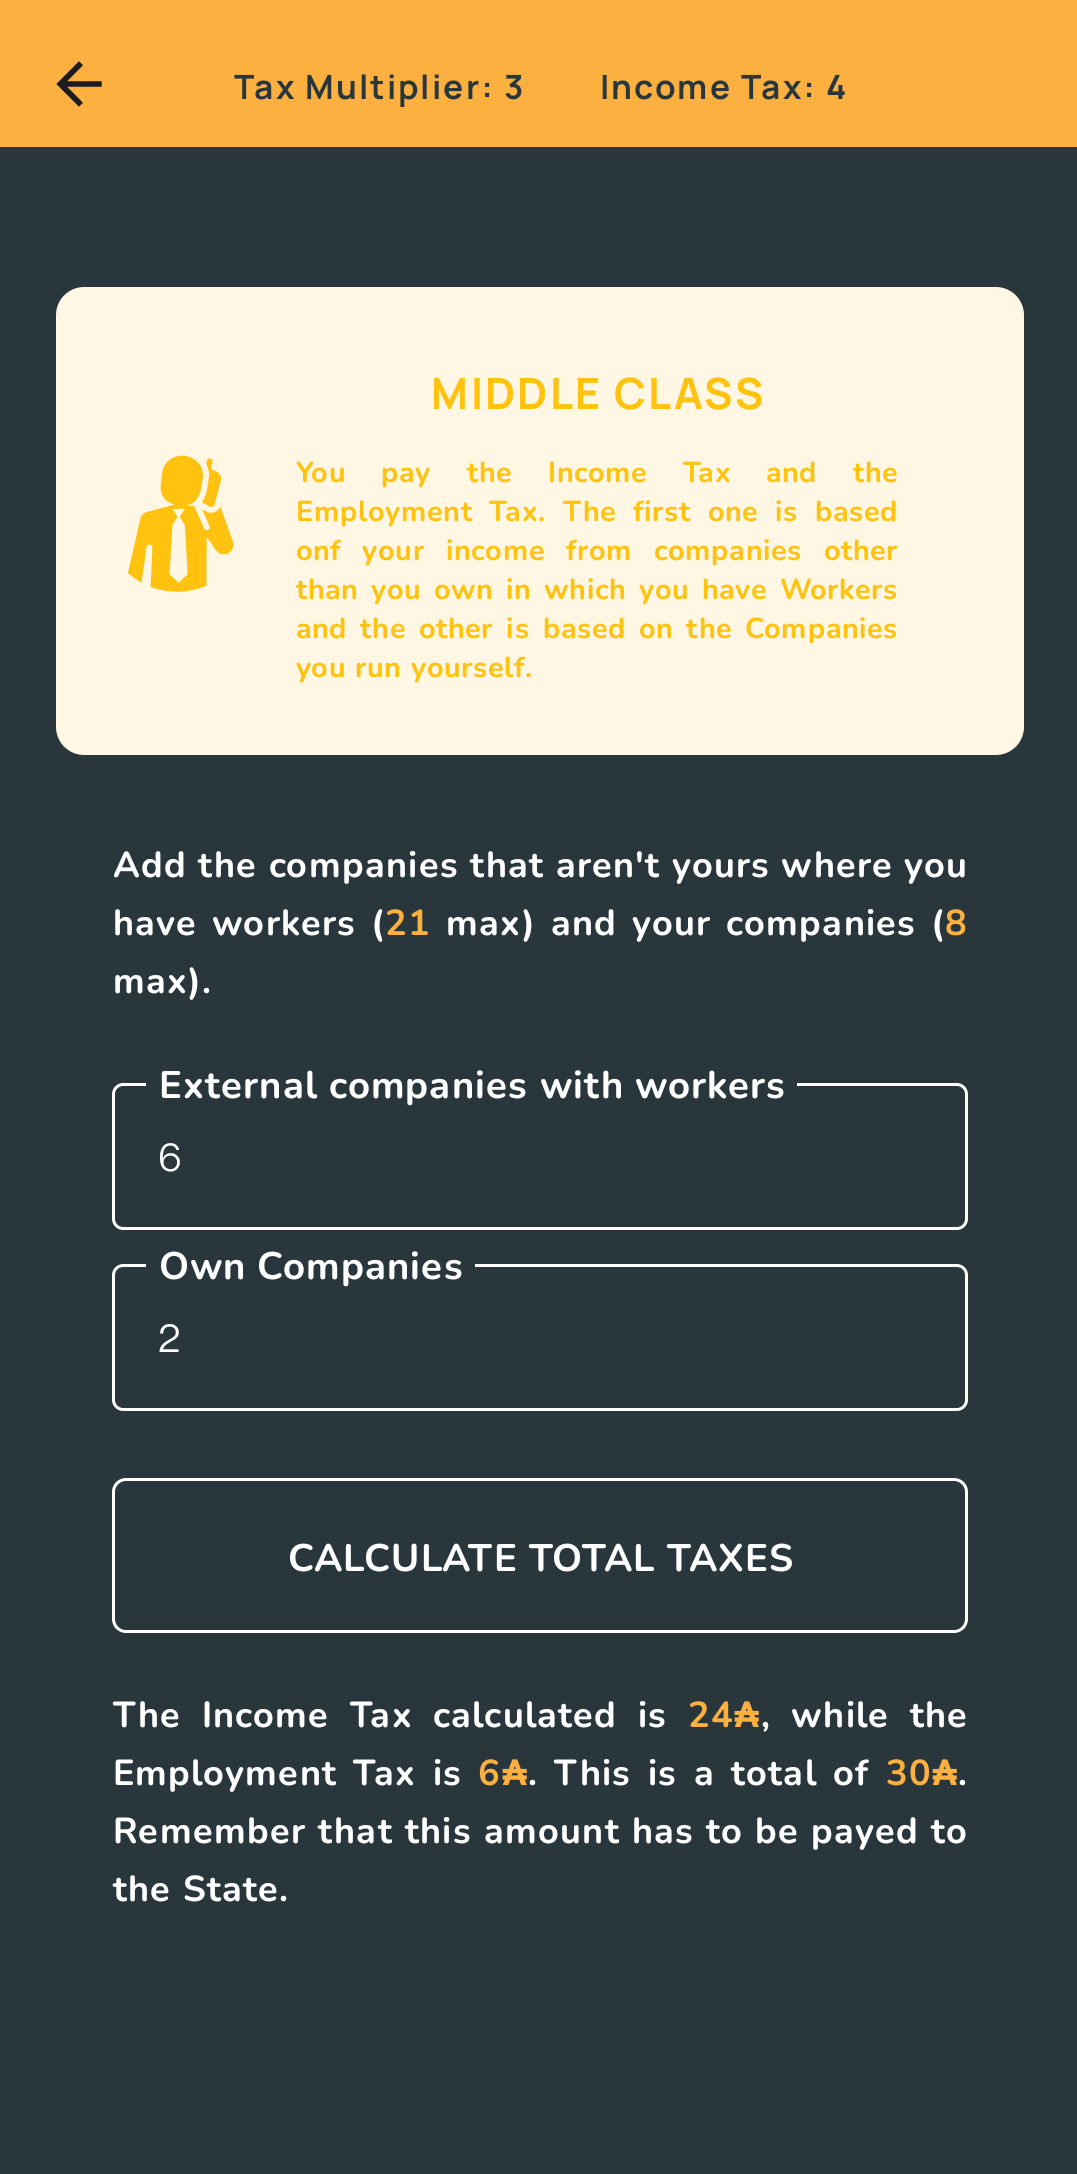 Tax Multiplier: 3 Income Tax: 4
MIDDLE CLASS
You pay the Income Tax and the
Employment Tax. The first one is based
onf your income from companies other
than you own in which you have Workers
and the other is based on the Companies
you run yourself.
Add the companies that aren't yours where you
have workers (21 max) and your companies (8
max).
External companies with workers
6
Own Companies
2
CALCULATE TOTAL TAXES
The Income Tax calculated is 24₳, while the
Employment Tax is 6₳. This is a total of 30₳.
Remember that this amount has to be payed to
the State.